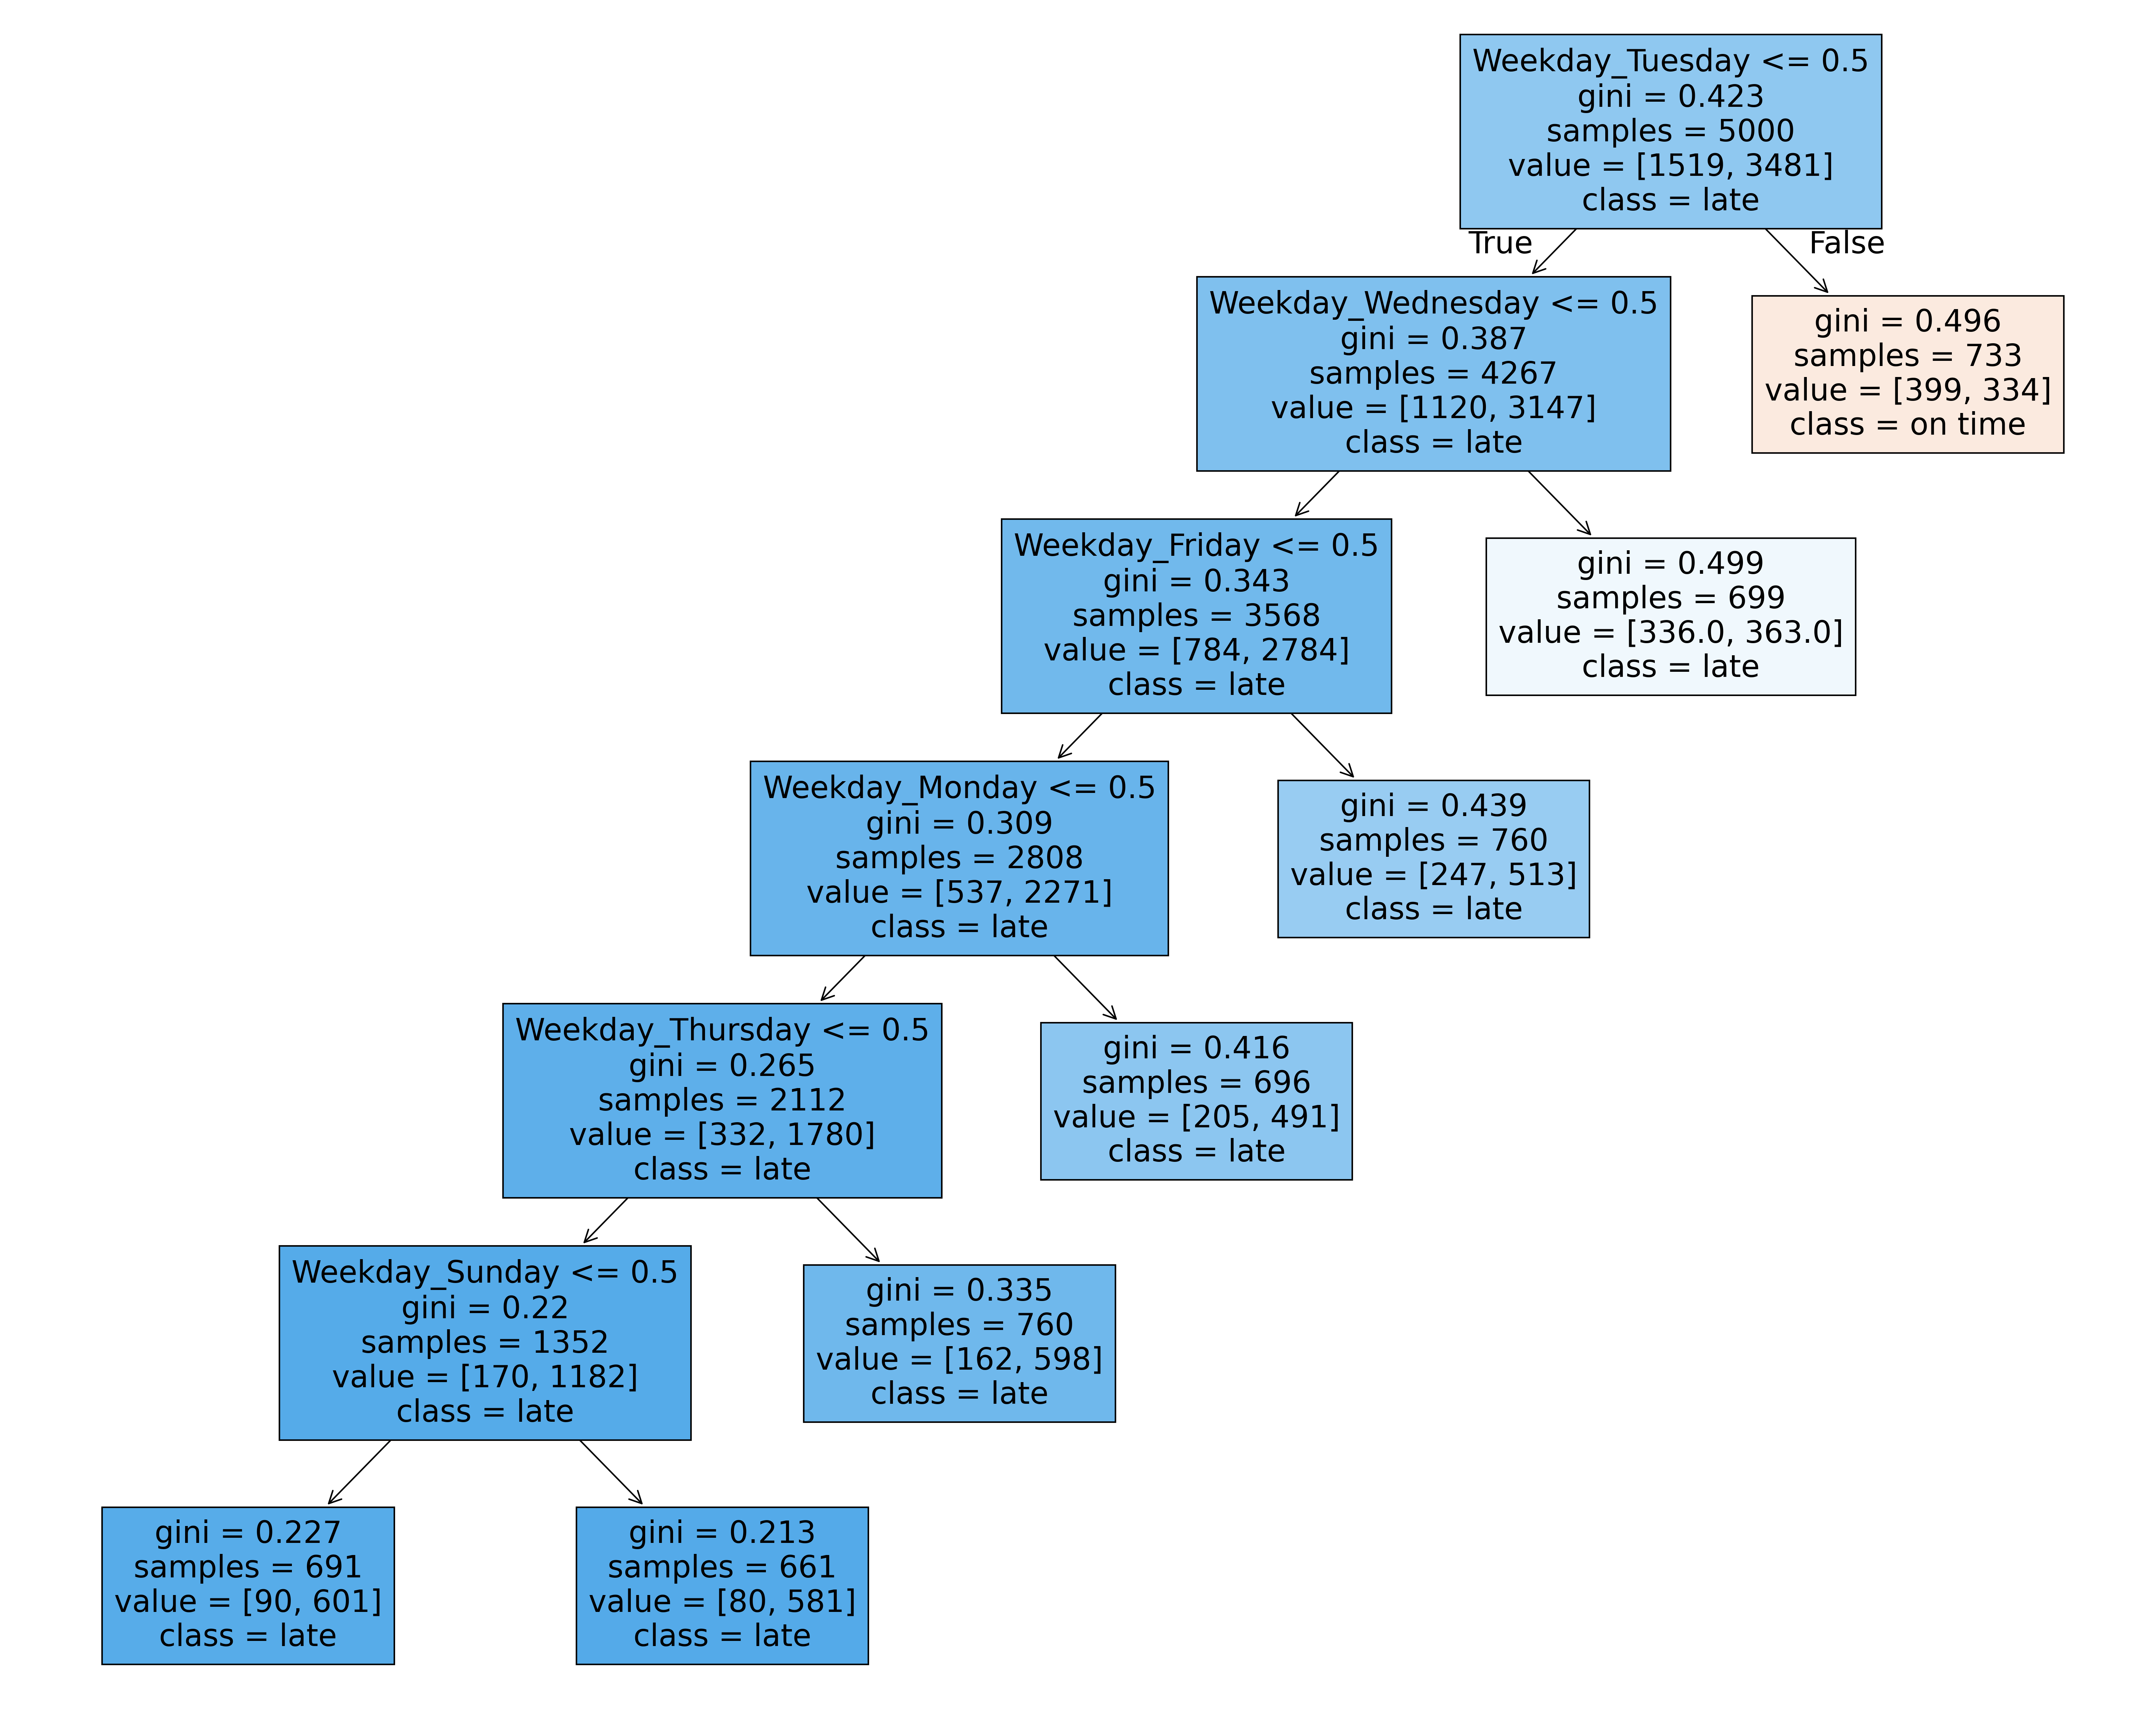 Weekday_Tuesday <= 0.5
gini = 0.423
samples = 5000
value = [1519, 3481]
class = late
True
False
Weekday_Wednesday <= 0.5
gini = 0.387
samples = 4267
value = [1120, 3147]
class = late
gini = 0.496
samples = 733
value = [399, 334]
class = on time
Weekday_Friday <= 0.5
gini = 0.343
samples = 3568
value = [784, 2784]
class = late
gini = 0.499
samples = 699
value = [336.0, 363.0]
class = late
Weekday_Monday <= 0.5
gini = 0.309
samples = 2808
value = [537, 2271]
class = late
gini = 0.439
samples = 760
value = [247, 513]
class = late
Weekday_Thursday <= 0.5
gini = 0.265
samples = 2112
value = [332, 1780]
class = late
gini = 0.416
samples = 696
value = [205, 491]
class = late
Weekday_Sunday <= 0.5
gini = 0.22
samples = 1352
value = [170, 1182]
class = late
gini = 0.335
samples = 760
value = [162, 598]
class = late
gini = 0.227
samples = 691
value = [90, 601]
class = late
gini = 0.213
samples = 661
value = [80, 581]
class = late